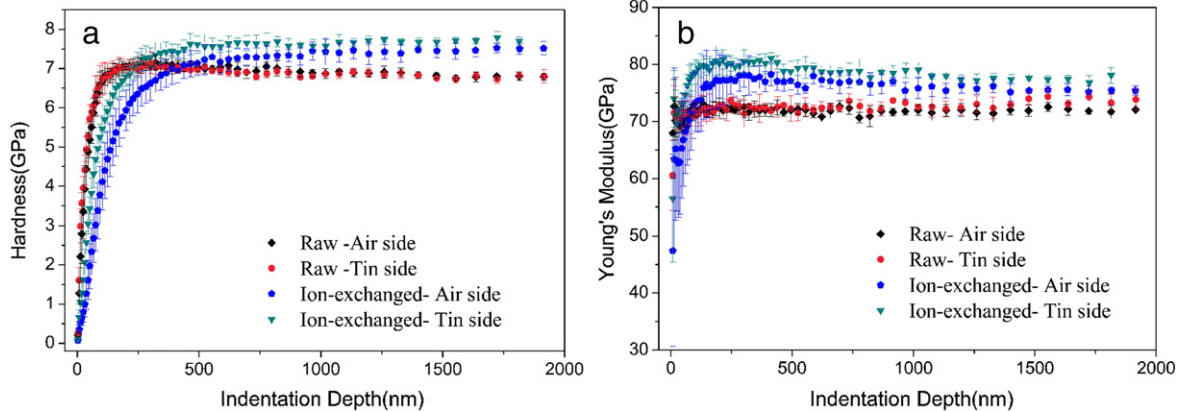 a
8
7
6
5
4
3
2
1
0
Hardness(GPa)
Raw -Air side
Raw -Tin side
Ion-exchanged- Air side
Ion-exchanged- Tin side
0 500 1000 1500 2000
Indentation Depth(nm)
b
90
80
70
60
50
40
30
Young's Modulus(GPa)
Raw- Air side
Raw- Tin side
Ion-exchanged- Air side
Ion-exchanged- Tin side
0 500 1000 1500 2000
Indentation Depth(nm)